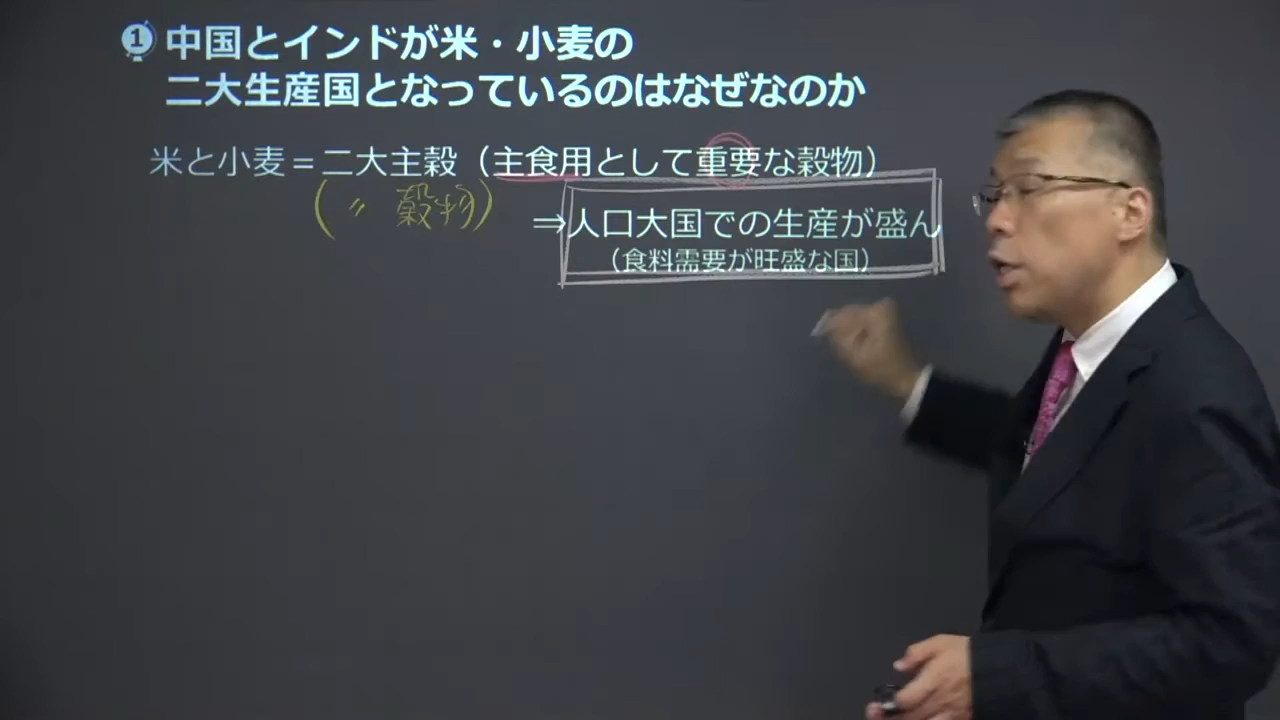 1 中国とインドが米・小麦の
二大生産国となっているのはなぜなのか
米と小麦＝二大主穀（主食用として重要な穀物）
(〃 穀物)
⇒人口大国での生産が盛ん
（食料需要が旺盛な国）